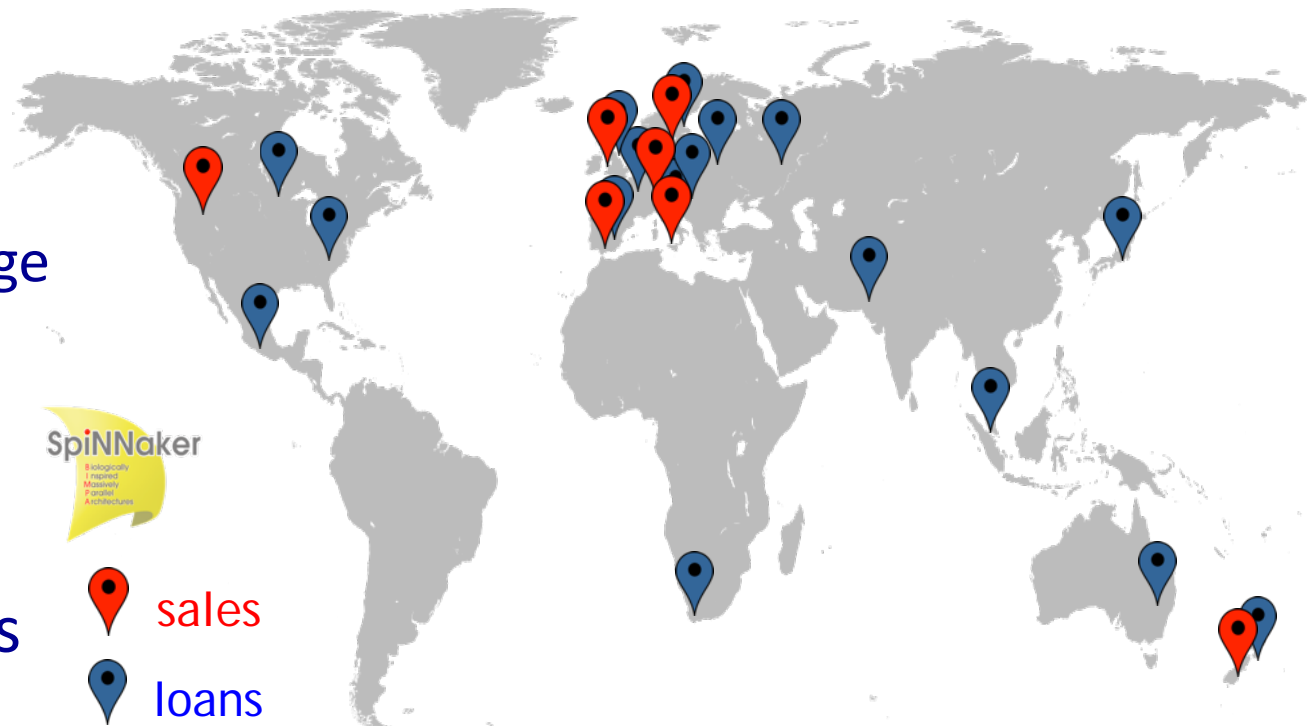 ge
SpiNNaker
Biologically
Inspired
Massively
Parallel
Architectures
s
sales
loans